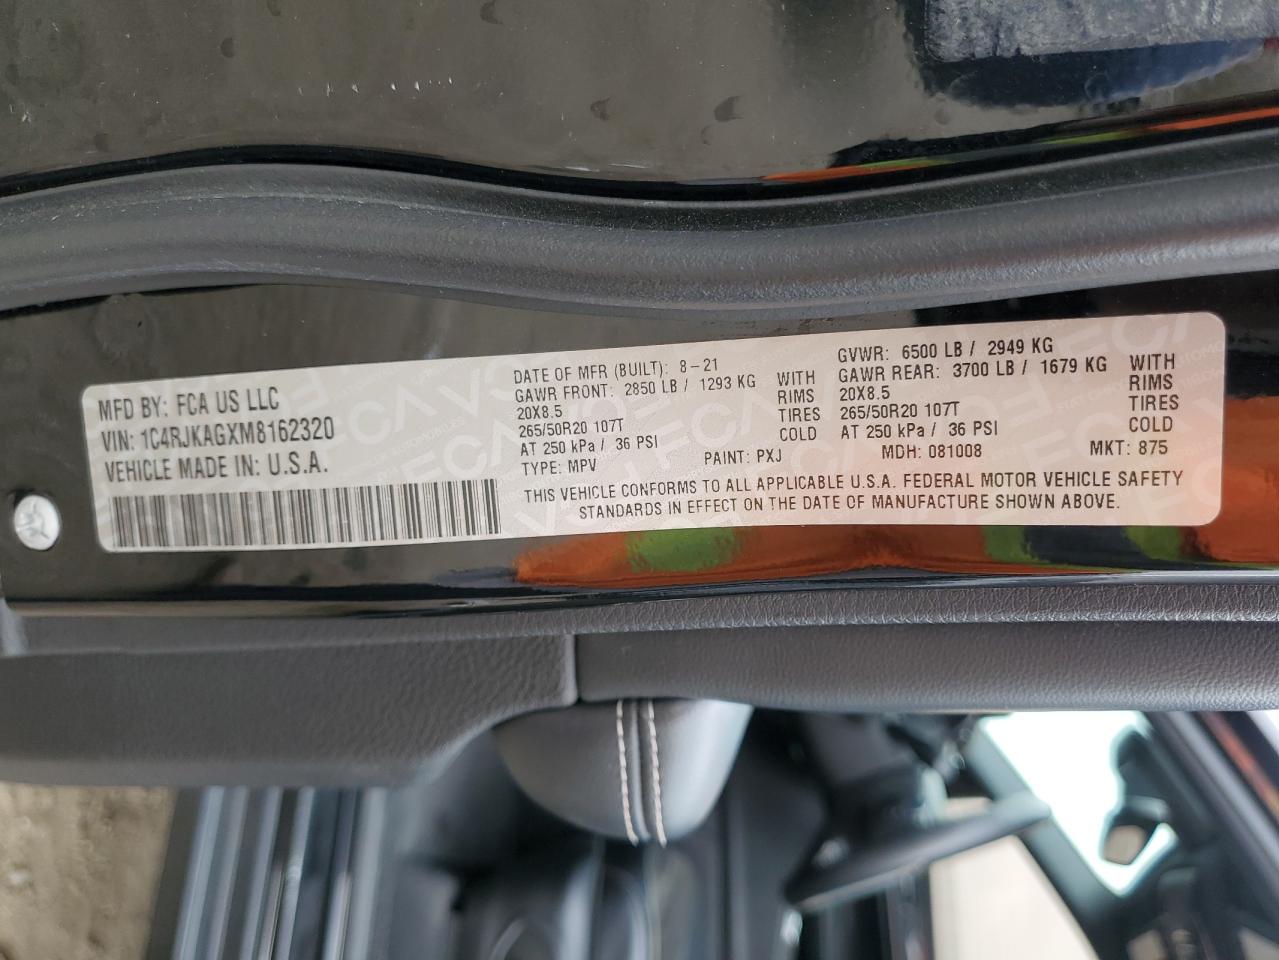 MFD BY: FCA US LLC
VIN: 1C4RJKAGXM8162320
VEHICLE MADE IN: U.S.A.
DATE OF MFR (BUILT): 8-21
GAWR FRONT: 2850 LB / 1293 KG WITH
20X8.5 RIMS
265/50R20 107T TIRES
AT 250 kPa / 36 PSI COLD
GVWR: 6500 LB / 2949 KG
GAWR REAR: 3700 LB / 1679 KG WITH
20X8.5 RIMS
265/50R20 107T TIRES
AT 250 kPa / 36 PSI COLD
TYPE: MPV PAINT: PXJ MDH: 081008 MKT: 875
THIS VEHICLE CONFORMS TO ALL APPLICABLE U.S.A. FEDERAL MOTOR VEHICLE SAFETY
STANDARDS IN EFFECT ON THE DATE OF MANUFACTURE SHOWN ABOVE.